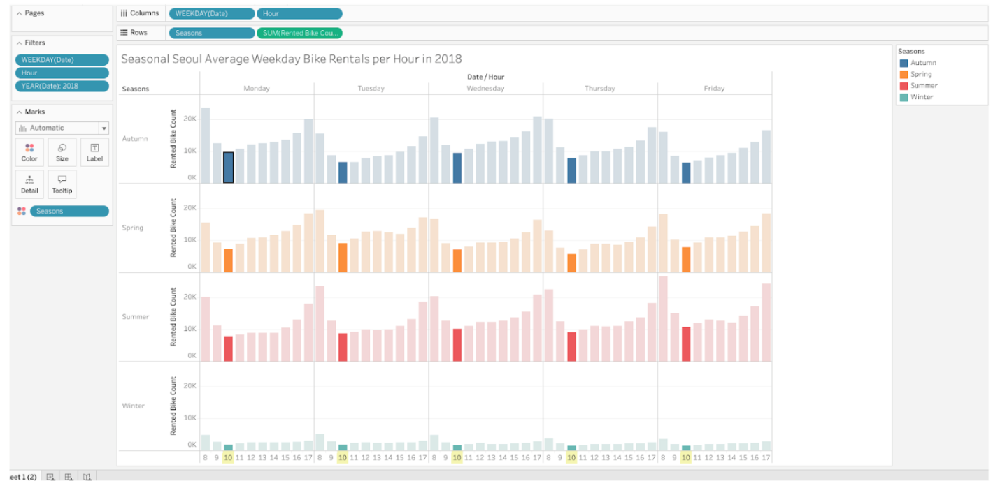 Pages
Columns WEEKDAY(Date) Hour
Rows Seasons SUM(Rented Bike Cou...
Filters
WEEKDAY(Date)
Hour
YEAR(Date): 2018
Marks
Automatic
Color Size Label
Detail Tooltip
Seasons
Seasonal Seoul Average Weekday Bike Rentals per Hour in 2018
Date / Hour
Seasons Monday Tuesday Wednesday Thursday Friday
Autumn
Rented Bike Count
20K
10K
0K
Spring
Rented Bike Count
20K
10K
0K
Summer
Rented Bike Count
20K
10K
0K
Winter
Rented Bike Count
20K
10K
0K
8 9 10 11 12 13 14 15 16 17 8 9 10 11 12 13 14 15 16 17 8 9 10 11 12 13 14 15 16 17 8 9 10 11 12 13 14 15 16 17 8 9 10 11 12 13 14 15 16 17
Seasons
Autumn
Spring
Summer
Winter
eet 1 (2)